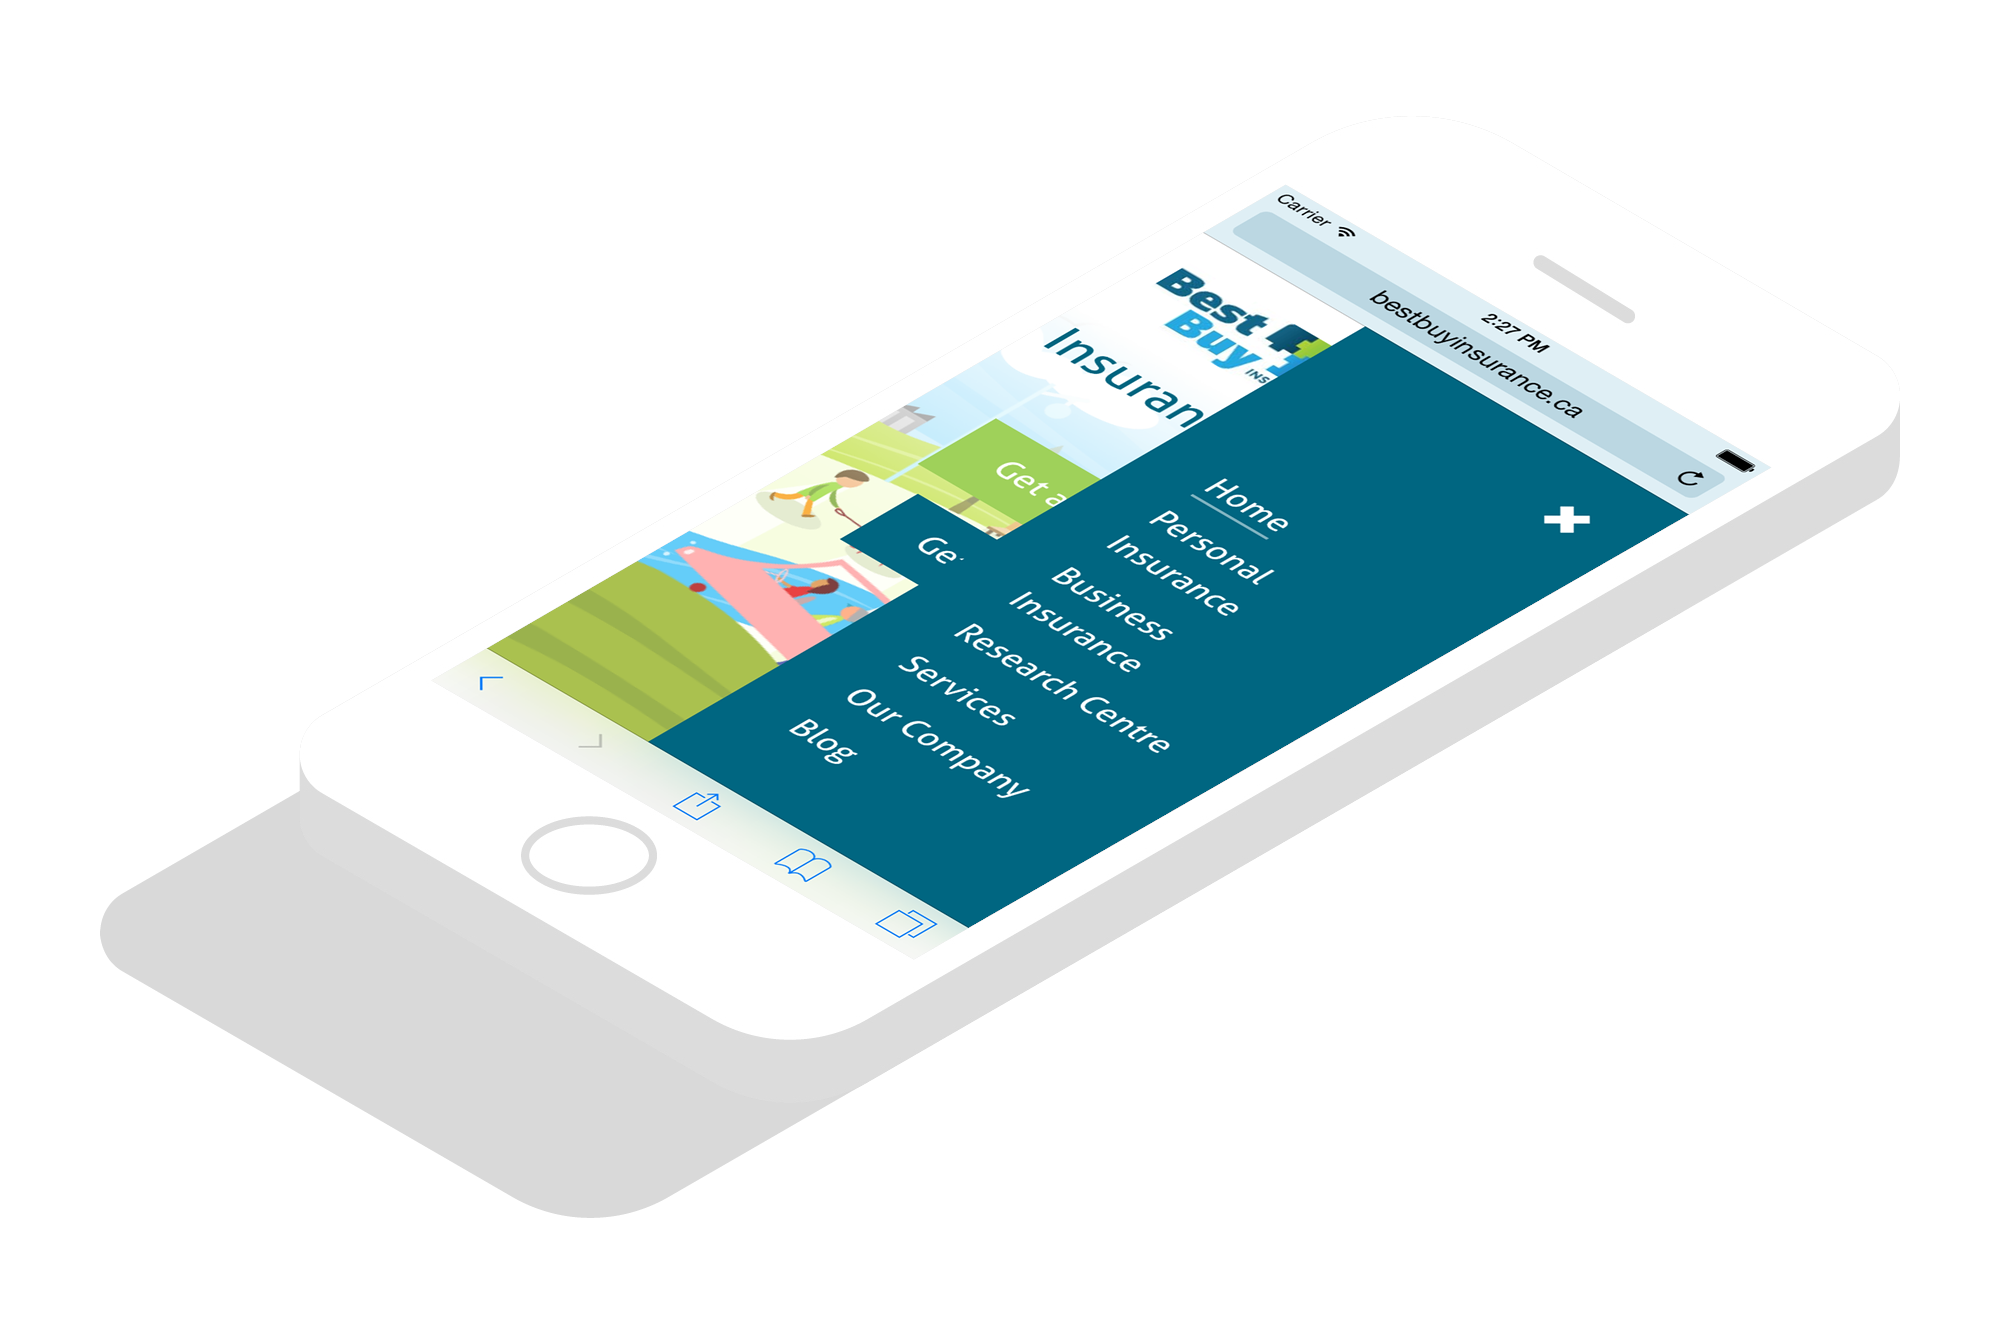 Carrier
2:27 PM
bestbuyinsurance.ca
Best
Buy
INS
Insuran
Get a
Ge
Home
Personal
Insurance
Business
Insurance
Research Centre
Services
Our Company
Blog